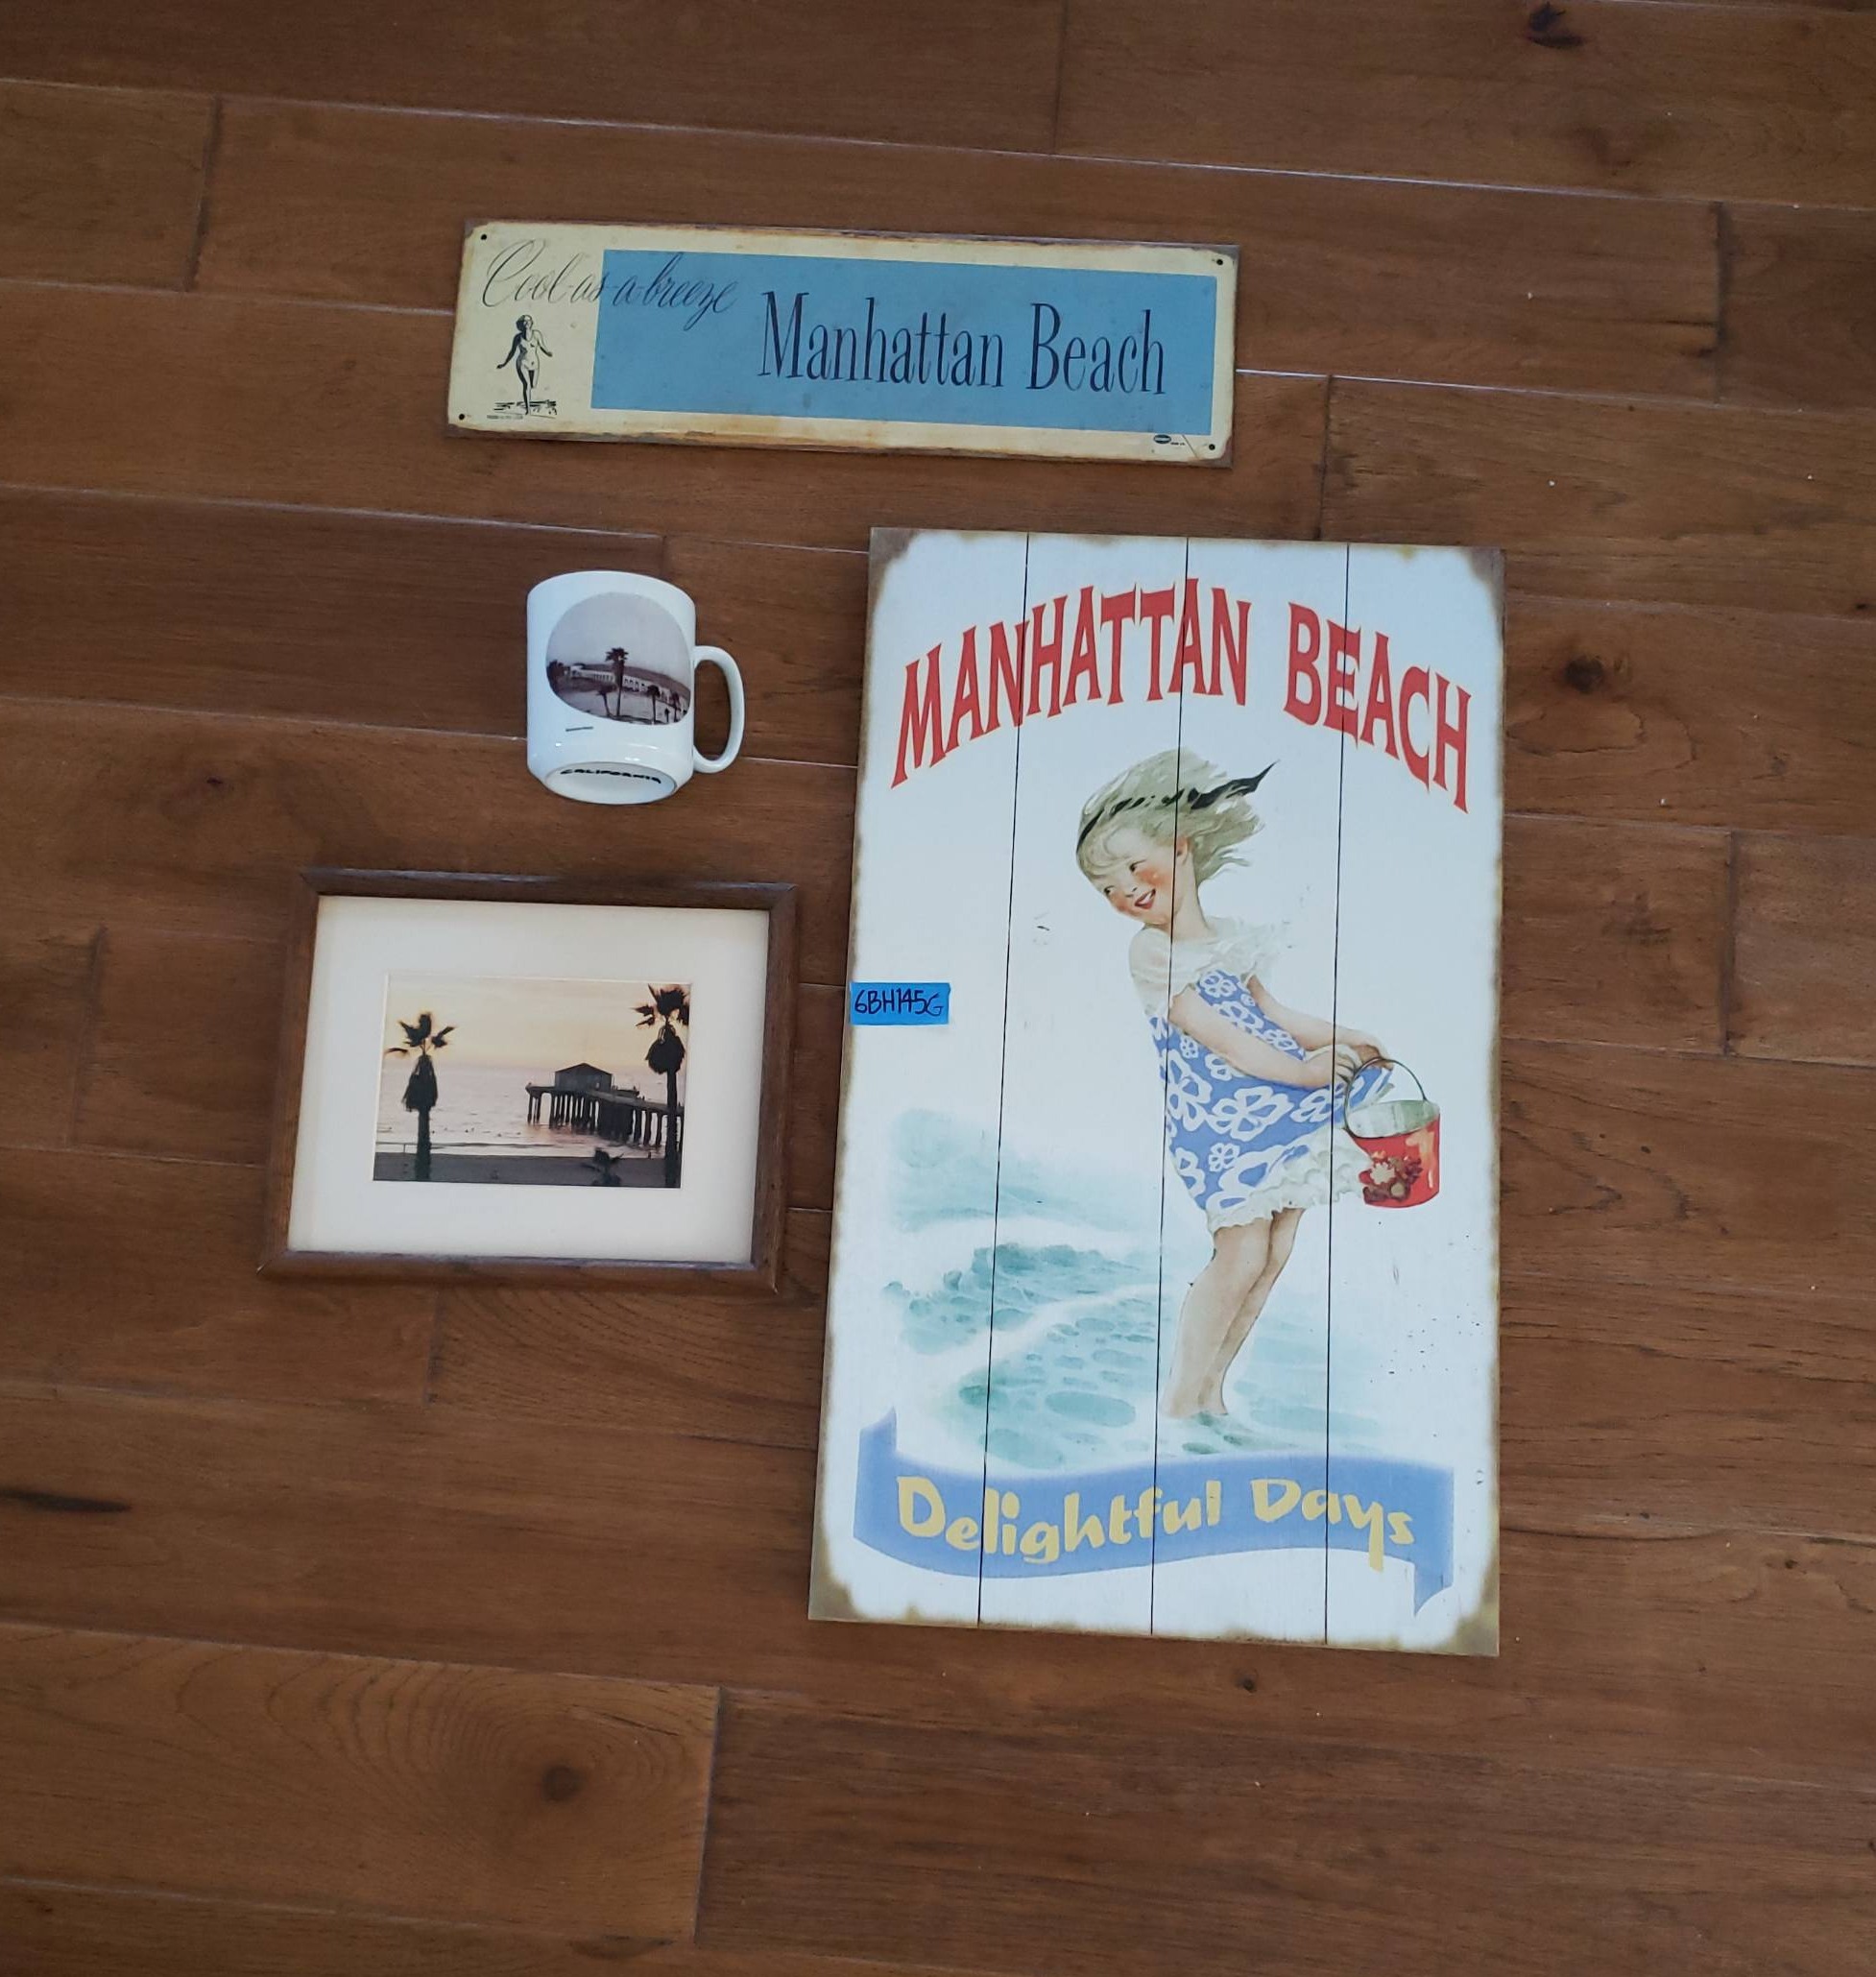 Cool-as-a-breeze
Manhattan Beach
MANHATTAN BEACH
CALIFORNIA
6BH145G
Delightful Days